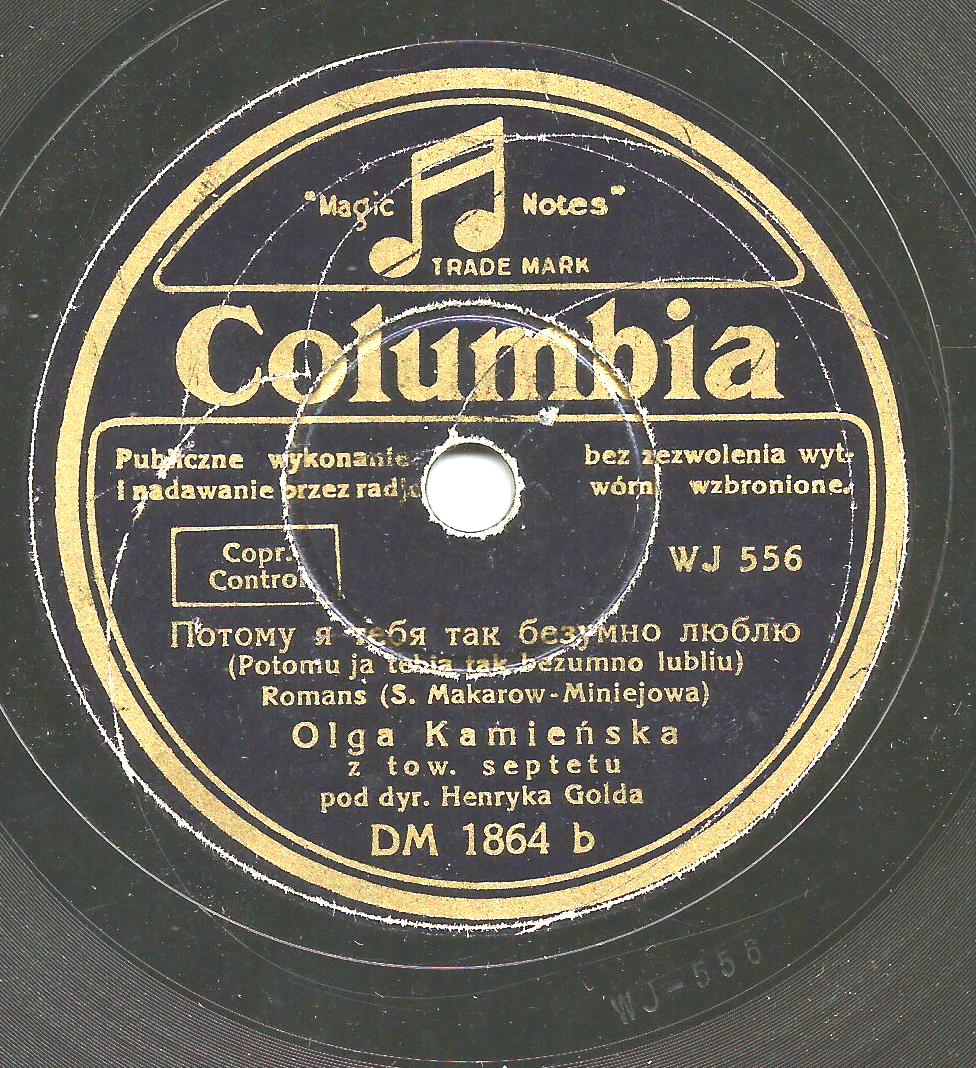 "Magic Notes"
TRADE MARK
Columbia
Publiczne wykonanie bez zezwolenia wyt-
i nadawanie przez radjo wórni wzbronione.
Copr.
Control
WJ 556
Потому я тебя так безумно люблю
(Potomu ja tebia tak bezumno lubliu)
Romans (S. Makarow-Miniejowa)
Olga Kamieńska
z tow. septetu
pod dyr. Henryka Golda
DM 1864 b
WJ-556